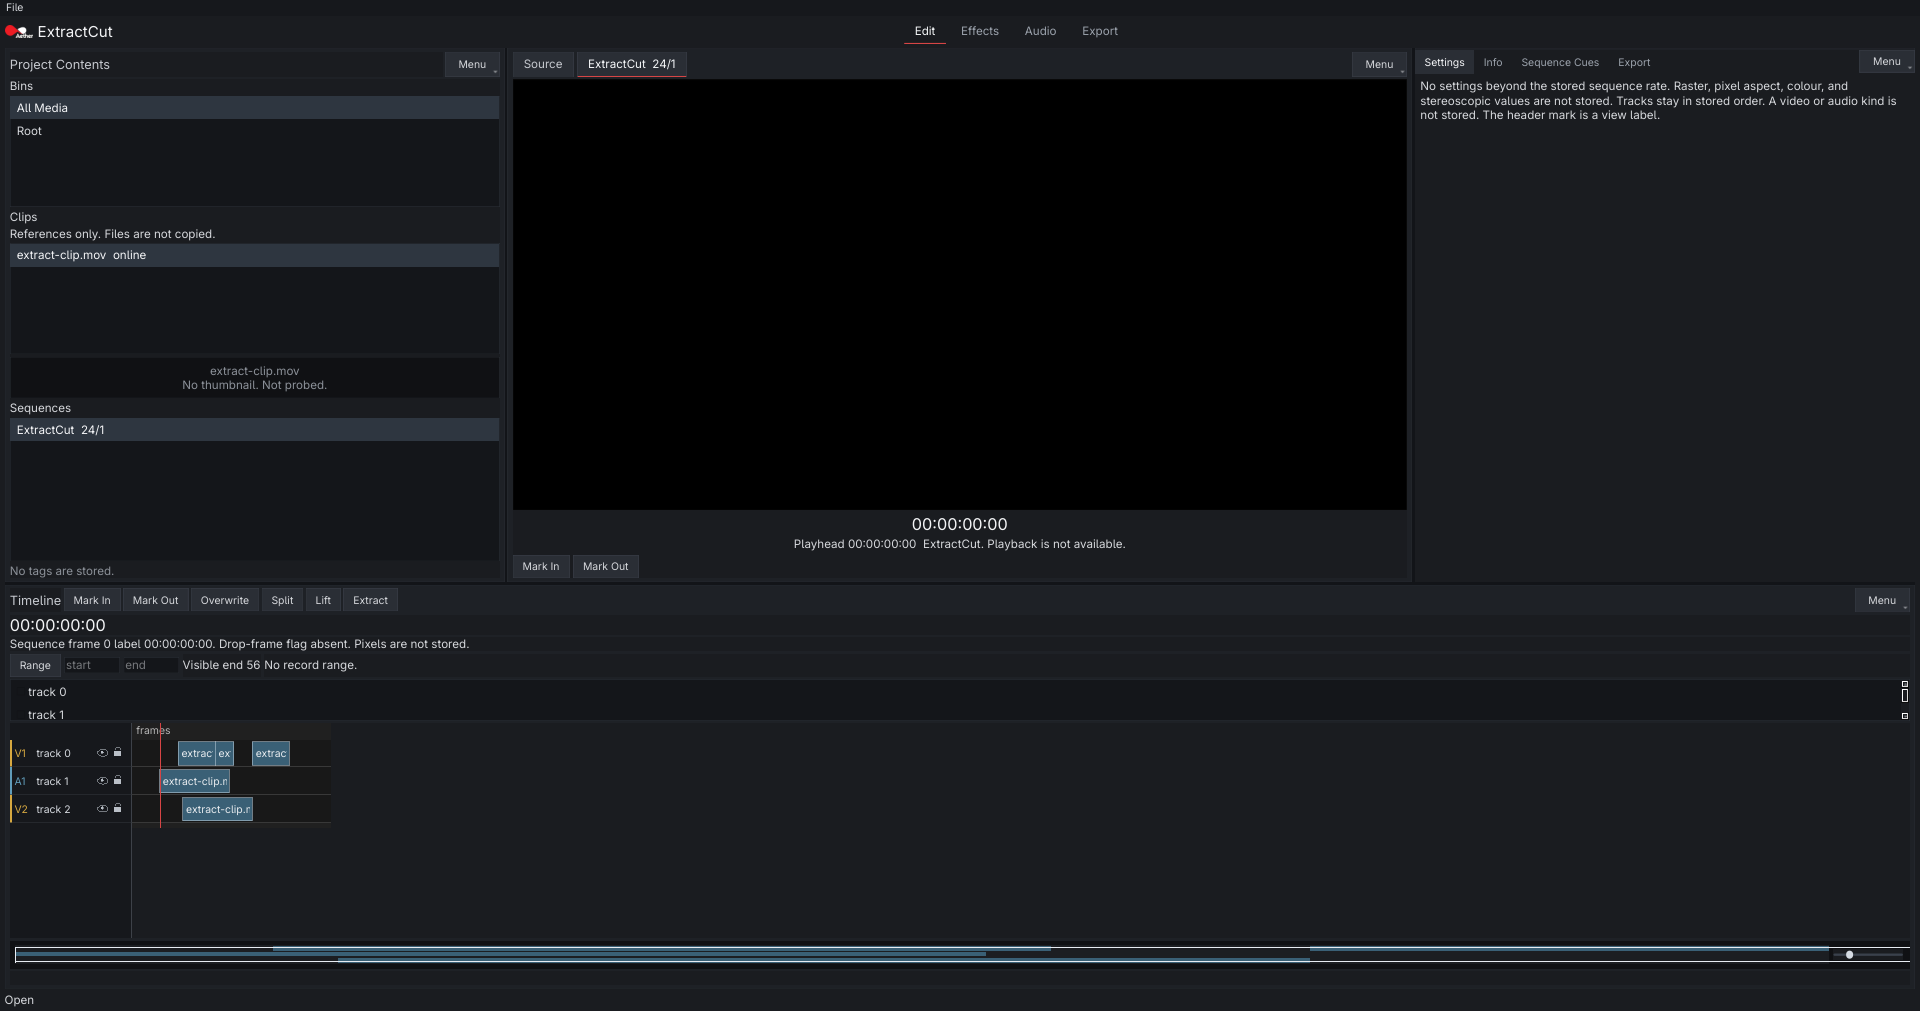 File
Aether ExtractCut
Edit Effects Audio Export
Project Contents Menu
Bins
All Media
Root
Clips
References only. Files are not copied.
extract-clip.mov online
extract-clip.mov
No thumbnail. Not probed.
Sequences
ExtractCut 24/1
No tags are stored.
Source ExtractCut 24/1 Menu
00:00:00:00
Playhead 00:00:00:00 ExtractCut. Playback is not available.
Mark In Mark Out
Settings Info Sequence Cues Export Menu
No settings beyond the stored sequence rate. Raster, pixel aspect, colour, and
stereoscopic values are not stored. Tracks stay in stored order. A video or audio kind is
not stored. The header mark is a view label.
Timeline Mark In Mark Out Overwrite Split Lift Extract Menu
00:00:00:00
Sequence frame 0 label 00:00:00:00. Drop-frame flag absent. Pixels are not stored.
Range start end Visible end 56 No record range.
track 0
track 1
frames
V1 track 0 extrac ex extrac
A1 track 1 extract-clip.m
V2 track 2 extract-clip.m
Open